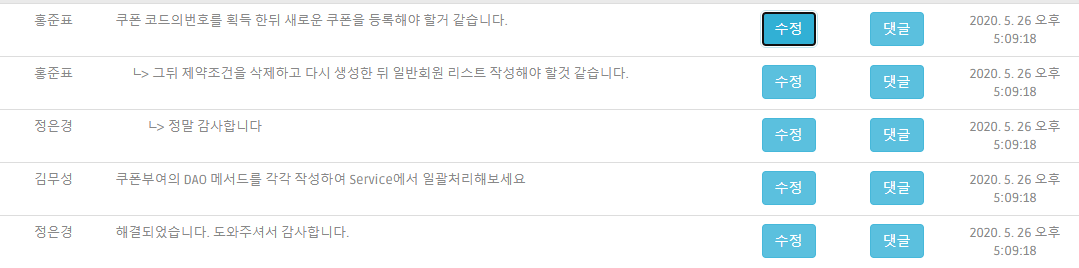 홍준표 쿠폰 코드의번호를 획득 한뒤 새로운 쿠폰을 등록해야 할거 같습니다. 수정 댓글 2020. 5. 26 오후
5:09:18
홍준표 ㄴ> 그뒤 제약조건을 삭제하고 다시 생성한 뒤 일반회원 리스트 작성해야 할것 같습니다. 수정 댓글 2020. 5. 26 오후
5:09:18
정은경 ㄴ> 정말 감사합니다 수정 댓글 2020. 5. 26 오후
5:09:18
김무성 쿠폰부여의 DAO 메서드를 각각 작성하여 Service에서 일괄처리해보세요 수정 댓글 2020. 5. 26 오후
5:09:18
정은경 해결되었습니다. 도와주셔서 감사합니다. 수정 댓글 2020. 5. 26 오후
5:09:18